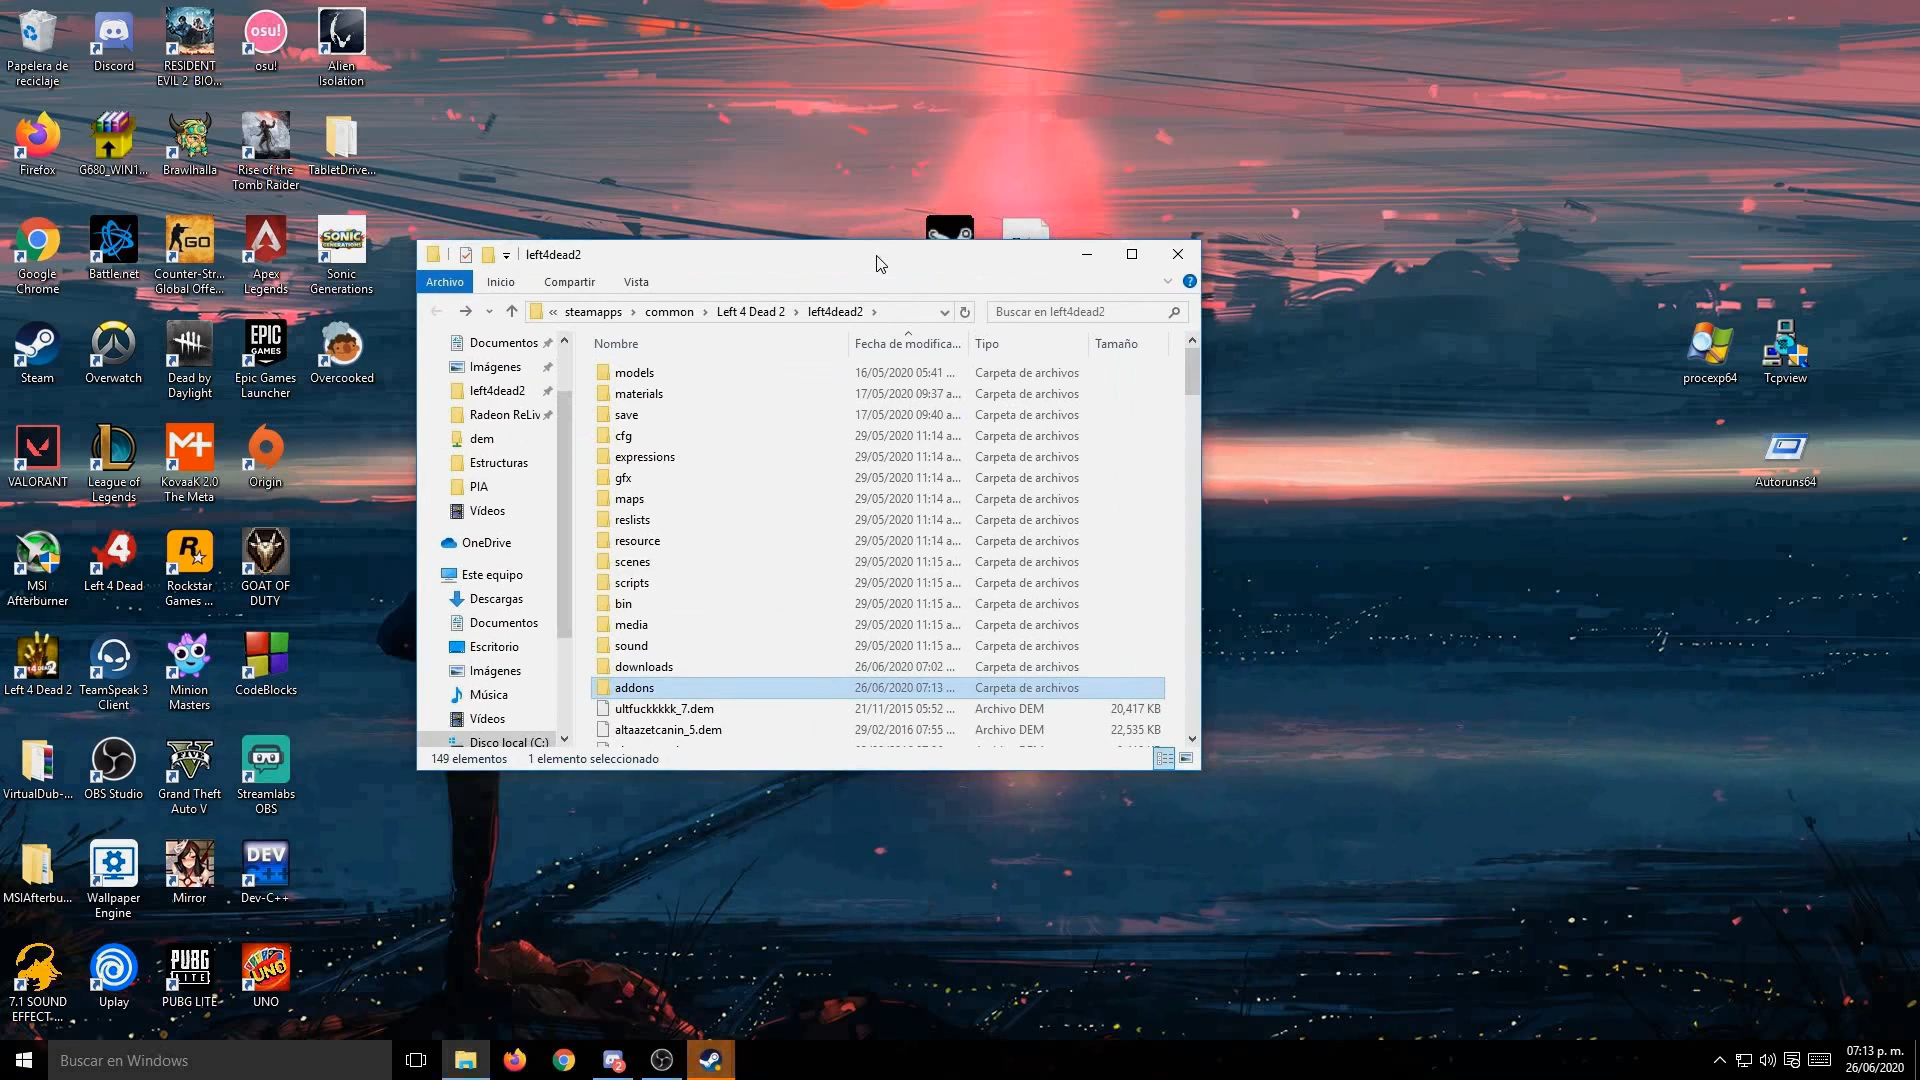 Papelera de
reciclaje
Discord
RESIDENT
EVIL 2 BIO...
osu!
osu!
Alien
Isolation
Firefox
G680_WIN1...
Brawlhalla
Rise of the
Tomb Raider
TabletDrive...
Google
Chrome
Battle.net
GO
Counter-Str...
Global Offe...
Apex
Legends
SONIC
GENERATIONS
Sonic
Generations
Steam
Overwatch
Dead by
Daylight
EPIC
GAMES
Epic Games
Launcher
Overcooked
VALORANT
League of
Legends
KovaaK 2.0
The Meta
Origin
MSI
Afterburner
4
Left 4 Dead
R
Rockstar
Games ...
GOAT OF
DUTY
Left 4 Dead 2
TeamSpeak 3
Client
Minion
Masters
CodeBlocks
VirtualDub-...
OBS Studio
V
Grand Theft
Auto V
Streamlabs
OBS
MSIAfterbu...
Wallpaper
Engine
Mirror
DEV
C++
Dev-C++
7.1 SOUND
EFFECT-...
Uplay
PUBG
LITE
PUBG LITE
UNO
UNO
procexp64
Tcpview
Autoruns64
left4dead2
Archivo
Inicio
Compartir
Vista
« steamapps › common › Left 4 Dead 2 › left4dead2 ›
Buscar en left4dead2
Documentos
Imágenes
left4dead2
Radeon ReLiv
dem
Estructuras
PIA
Vídeos
OneDrive
Este equipo
Descargas
Documentos
Escritorio
Imágenes
Música
Vídeos
Disco local (C:)
Nombre Fecha de modifica... Tipo Tamaño
models 16/05/2020 05:41 ... Carpeta de archivos
materials 17/05/2020 09:37 a... Carpeta de archivos
save 17/05/2020 09:40 a... Carpeta de archivos
cfg 29/05/2020 11:14 a... Carpeta de archivos
expressions 29/05/2020 11:14 a... Carpeta de archivos
gfx 29/05/2020 11:14 a... Carpeta de archivos
maps 29/05/2020 11:14 a... Carpeta de archivos
reslists 29/05/2020 11:14 a... Carpeta de archivos
resource 29/05/2020 11:14 a... Carpeta de archivos
scenes 29/05/2020 11:15 a... Carpeta de archivos
scripts 29/05/2020 11:15 a... Carpeta de archivos
bin 29/05/2020 11:15 a... Carpeta de archivos
media 29/05/2020 11:15 a... Carpeta de archivos
sound 29/05/2020 11:15 a... Carpeta de archivos
downloads 26/06/2020 07:02 ... Carpeta de archivos
addons 26/06/2020 07:13 ... Carpeta de archivos
ultfuckkkkk_7.dem 21/11/2015 05:52 ... Archivo DEM 20,417 KB
altaazetcanin_5.dem 29/02/2016 07:55 ... Archivo DEM 22,535 KB
149 elementos 1 elemento seleccionado
Buscar en Windows
2
07:13 p. m.
26/06/2020